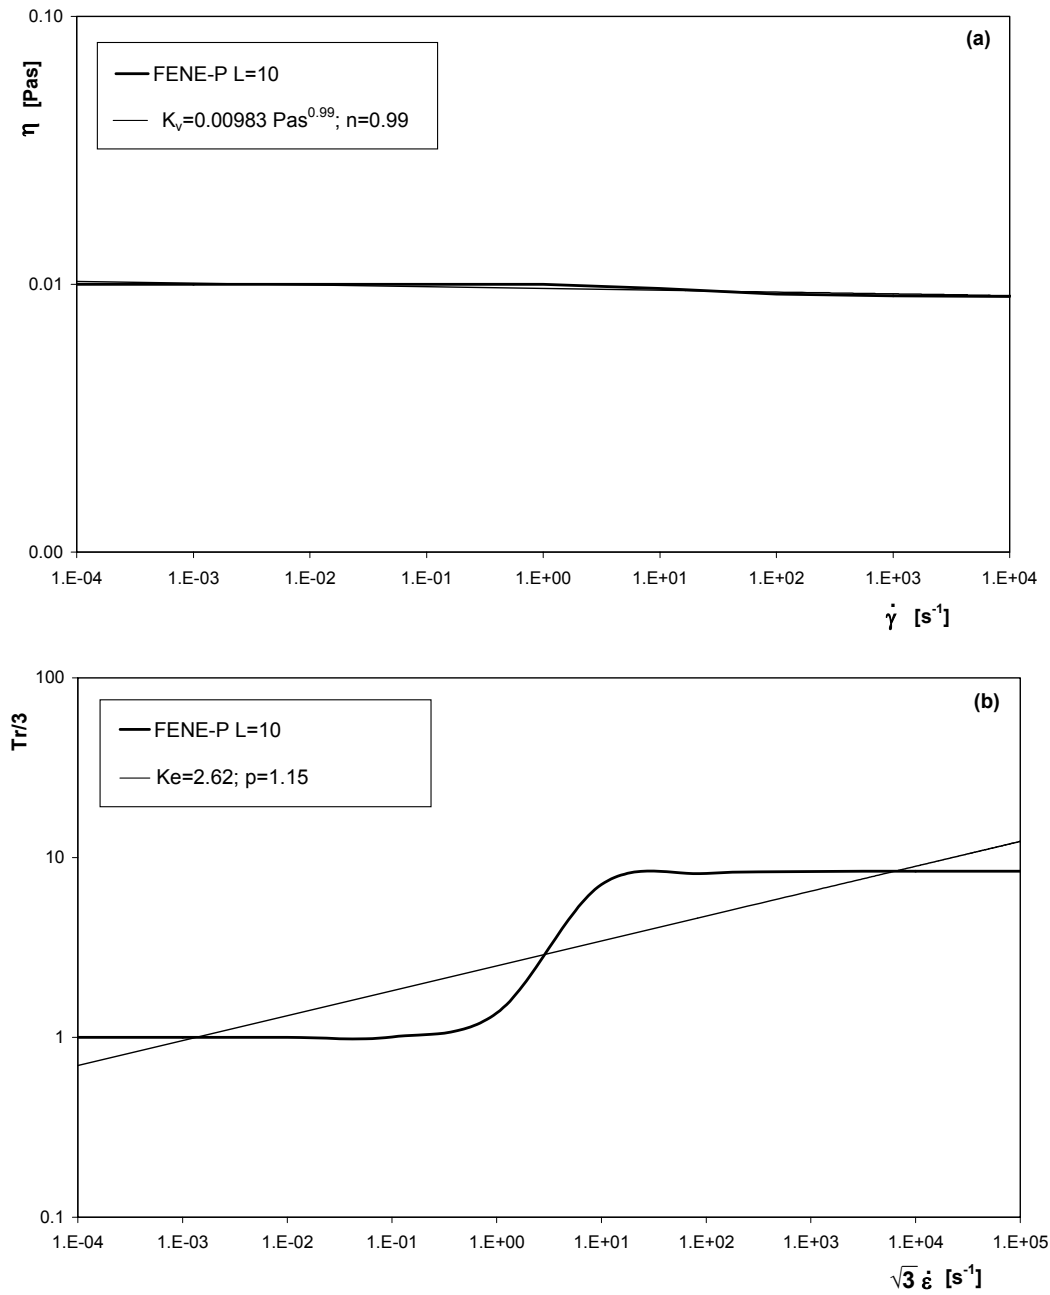 0.10
(a)
η [Pas]
FENE-P L=10
Kᵥ=0.00983 Pas⁰·⁹⁹; n=0.99
0.01
0.00
1.E-04 1.E-03 1.E-02 1.E-01 1.E+00 1.E+01 1.E+02 1.E+03 1.E+04
γ̇ [s⁻¹]
100
(b)
Tr/3
FENE-P L=10
Ke=2.62; p=1.15
10
1
0.1
1.E-04 1.E-03 1.E-02 1.E-01 1.E+00 1.E+01 1.E+02 1.E+03 1.E+04 1.E+05
√3 ε̇ [s⁻¹]